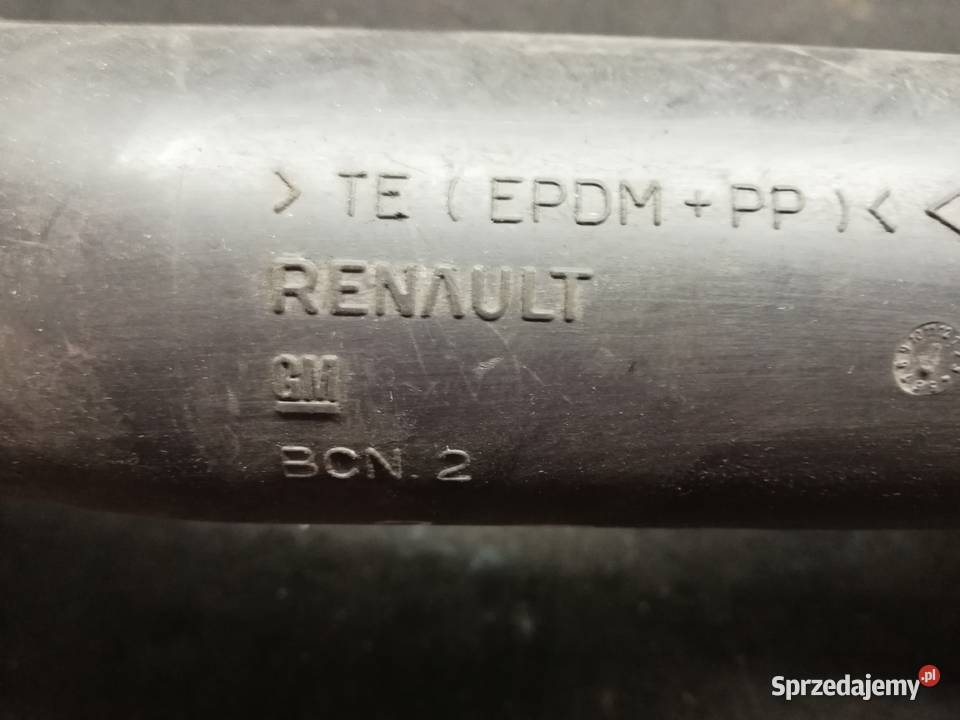 > TE ( EPDM + PP ) <
RENAULT
GM
BCN. 2
Sprzedajemy.pl